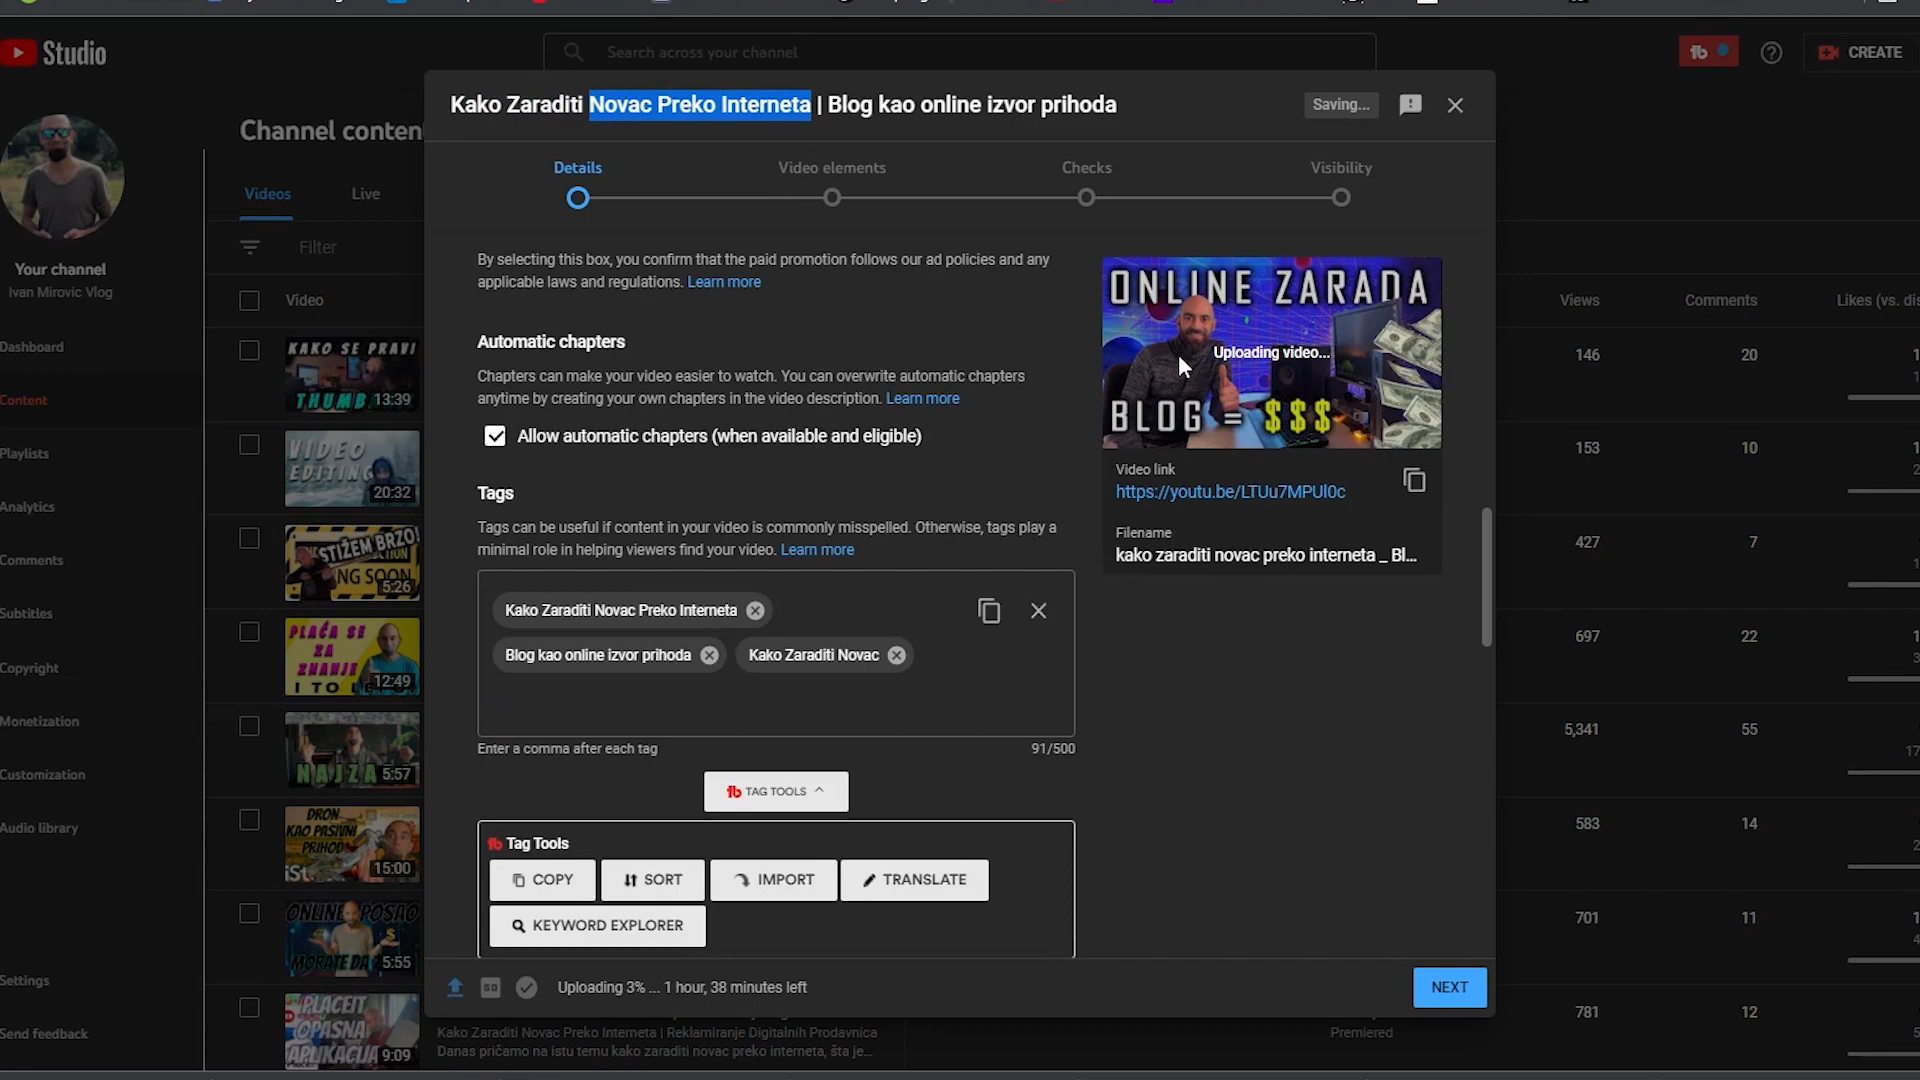 Studio
Search across your channel
CREATE
Kako Zaraditi Novac Preko Interneta | Blog kao online izvor prihoda
Saving...
Channel content
Details
Video elements
Checks
Visibility
Videos
Live
Filter
Your channel
Ivan Mirovic Vlog
Video
Views
Comments
Likes (vs. dis
Dashboard
Content
Playlists
Analytics
Comments
Subtitles
Copyright
Monetization
Customization
Audio library
Settings
Send feedback
KAKO SE PRAVI
THUMB
13:39
VIDEO
EDITING
20:32
STIŽEM BRZO!
NG SOON
5:26
PLAĆA SE
ZA
ZNANJE
I TO
12:49
NAJZA
5:57
DRON
KAO PASIVNI
PRIHOD
iSt
15:00
ONLINE POSAO
MORATE DA
5:55
PLACEIT
OPASNA
APLIKACIJA
9:09
By selecting this box, you confirm that the paid promotion follows our ad policies and any
applicable laws and regulations. Learn more
Automatic chapters
Chapters can make your video easier to watch. You can overwrite automatic chapters
anytime by creating your own chapters in the video description. Learn more
Allow automatic chapters (when available and eligible)
Tags
Tags can be useful if content in your video is commonly misspelled. Otherwise, tags play a
minimal role in helping viewers find your video. Learn more
Kako Zaraditi Novac Preko Interneta
Blog kao online izvor prihoda
Kako Zaraditi Novac
Enter a comma after each tag
91/500
TAG TOOLS
Tag Tools
COPY
SORT
IMPORT
TRANSLATE
KEYWORD EXPLORER
ONLINE ZARADA
Uploading video...
BLOG = $$$
Video link
https://youtu.be/LTUu7MPUl0c
Filename
kako zaraditi novac preko interneta _ Bl...
146
20
153
10
427
7
697
22
5,341
55
17
583
14
701
11
781
12
SD
Uploading 3% ... 1 hour, 38 minutes left
NEXT
Kako Zaraditi Novac Preko Interneta | Reklamiranje Digitalnih Prodavnica
Danas pričamo na istu temu kako zaraditi novac preko interneta, šta je...
Premiered